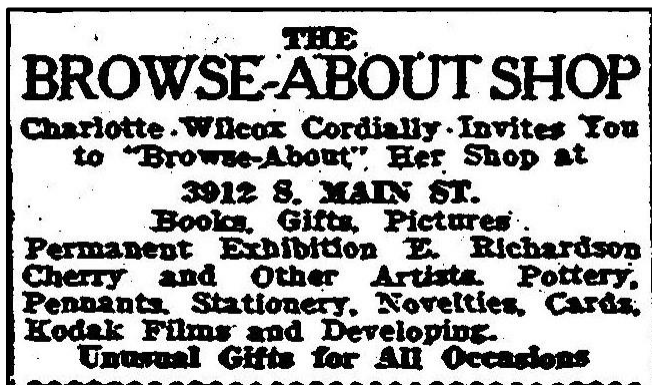 THE
BROWSE-ABOUT SHOP
Charlotte Wilcox Cordially Invites You
to "Browse-About" Her Shop at
3912 S. MAIN ST.
Books, Gifts, Pictures.
Permanent Exhibition E. Richardson
Cherry and Other Artists. Pottery,
Pennants, Stationery, Novelties, Cards,
Kodak Films and Developing.
Unusual Gifts for All Occasions